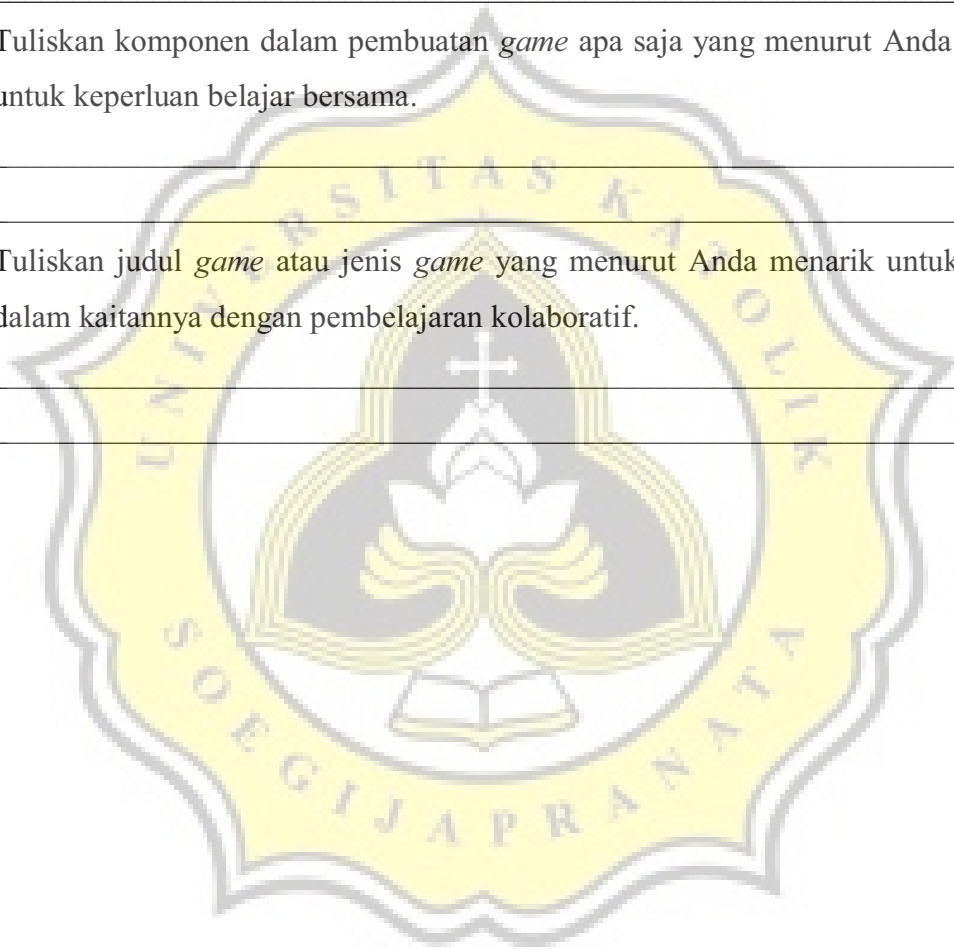 Tuliskan komponen dalam pembuatan game apa saja yang menurut Anda
untuk keperluan belajar bersama.
Tuliskan judul game atau jenis game yang menurut Anda menarik untuk
dalam kaitannya dengan pembelajaran kolaboratif.
UNIVERSITAS KATOLIK
SOEGIJAPRANATA